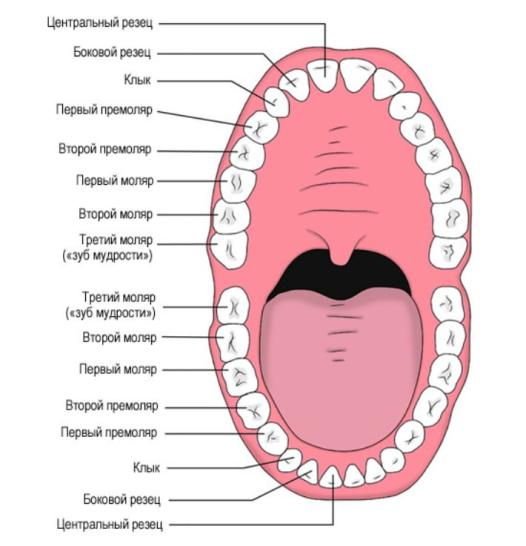 Центральный резец
Боковой резец
Клык
Первый премоляр
Второй премоляр
Первый моляр
Второй моляр
Третий моляр
(«зуб мудрости»)
Третий моляр
(«зуб мудрости»)
Второй моляр
Первый моляр
Второй премоляр
Первый премоляр
Клык
Боковой резец
Центральный резец